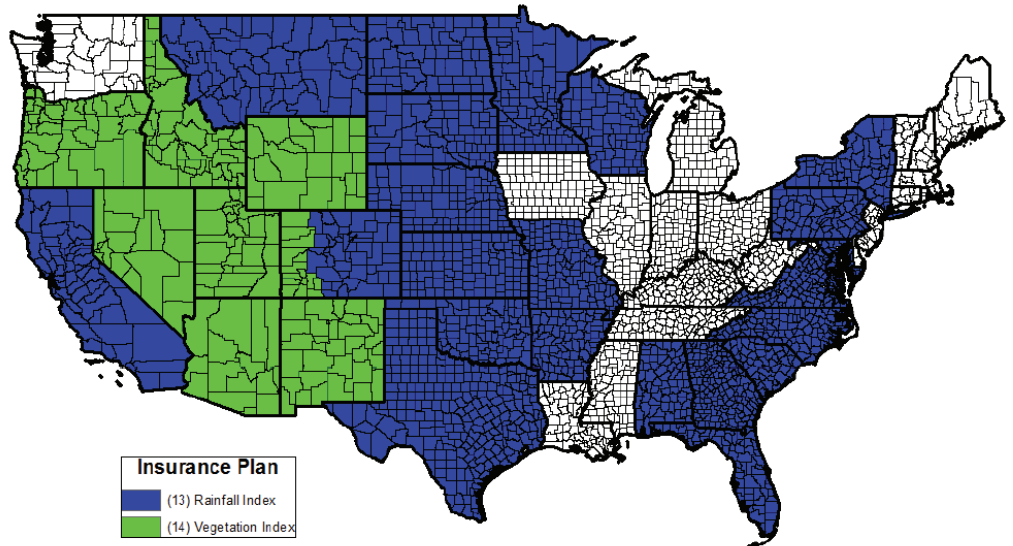 Insurance Plan
(13) Rainfall Index
(14) Vegetation Index